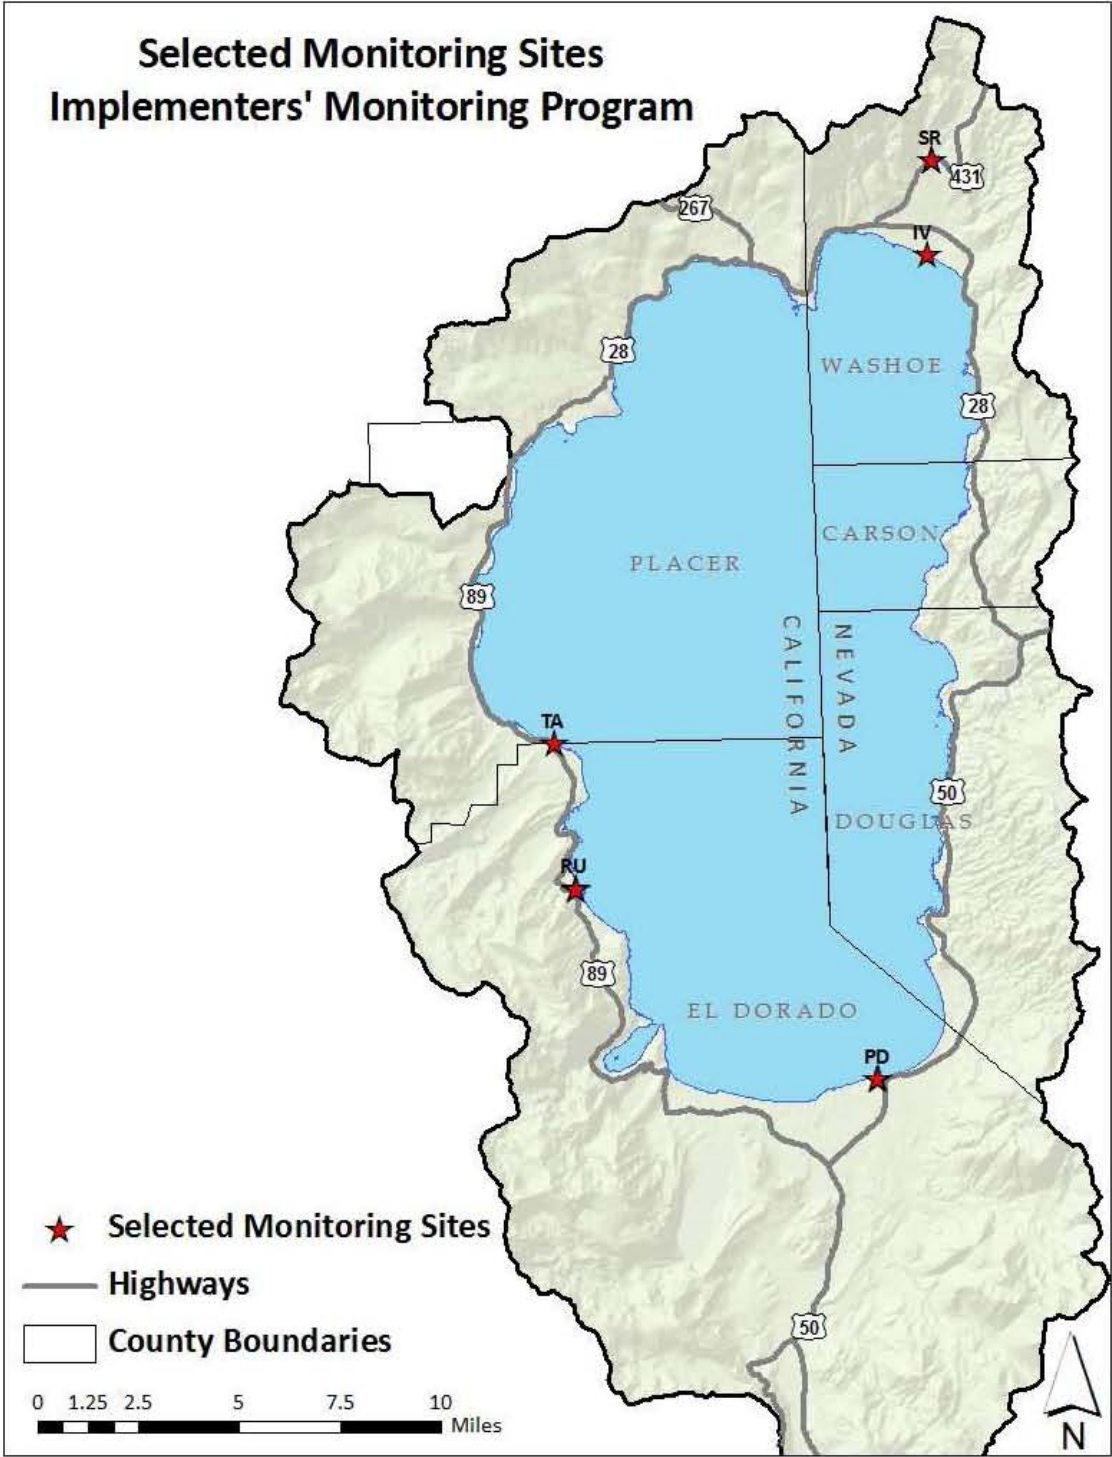 Selected Monitoring Sites
Implementers' Monitoring Program
SR
431
267
IV
28
WASHOE
28
CARSON
PLACER
89
CALIFORNIA
NEVADA
TA
50
DOUGLAS
RU
89
EL DORADO
PD
Selected Monitoring Sites
Highways
County Boundaries
50
0 1.25 2.5 5 7.5 10
Miles
N